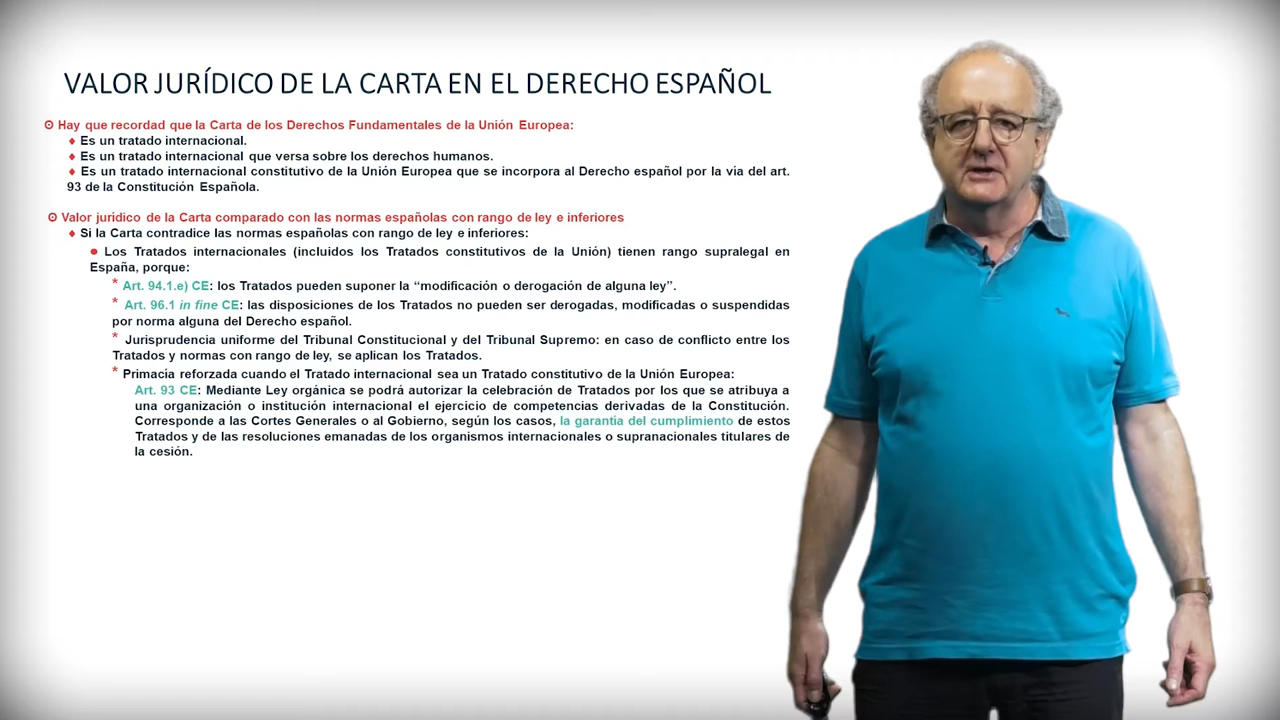 VALOR JURÍDICO DE LA CARTA EN EL DERECHO ESPAÑOL
Hay que recordad que la Carta de los Derechos Fundamentales de la Unión Europea:
Es un tratado internacional.
Es un tratado internacional que versa sobre los derechos humanos.
Es un tratado internacional constitutivo de la Unión Europea que se incorpora al Derecho español por la vía del art.
93 de la Constitución Española.
Valor jurídico de la Carta comparado con las normas españolas con rango de ley e inferiores
Si la Carta contradice las normas españolas con rango de ley e inferiores:
Los Tratados internacionales (incluidos los Tratados constitutivos de la Unión) tienen rango supralegal en
España, porque:
* Art. 94.1.e) CE: los Tratados pueden suponer la “modificación o derogación de alguna ley”.
* Art. 96.1 in fine CE: las disposiciones de los Tratados no pueden ser derogadas, modificadas o suspendidas
por norma alguna del Derecho español.
* Jurisprudencia uniforme del Tribunal Constitucional y del Tribunal Supremo: en caso de conflicto entre los
Tratados y normas con rango de ley, se aplican los Tratados.
* Primacía reforzada cuando el Tratado internacional sea un Tratado constitutivo de la Unión Europea:
Art. 93 CE: Mediante Ley orgánica se podrá autorizar la celebración de Tratados por los que se atribuya a
una organización o institución internacional el ejercicio de competencias derivadas de la Constitución.
Corresponde a las Cortes Generales o al Gobierno, según los casos, la garantía del cumplimiento de estos
Tratados y de las resoluciones emanadas de los organismos internacionales o supranacionales titulares de
la cesión.